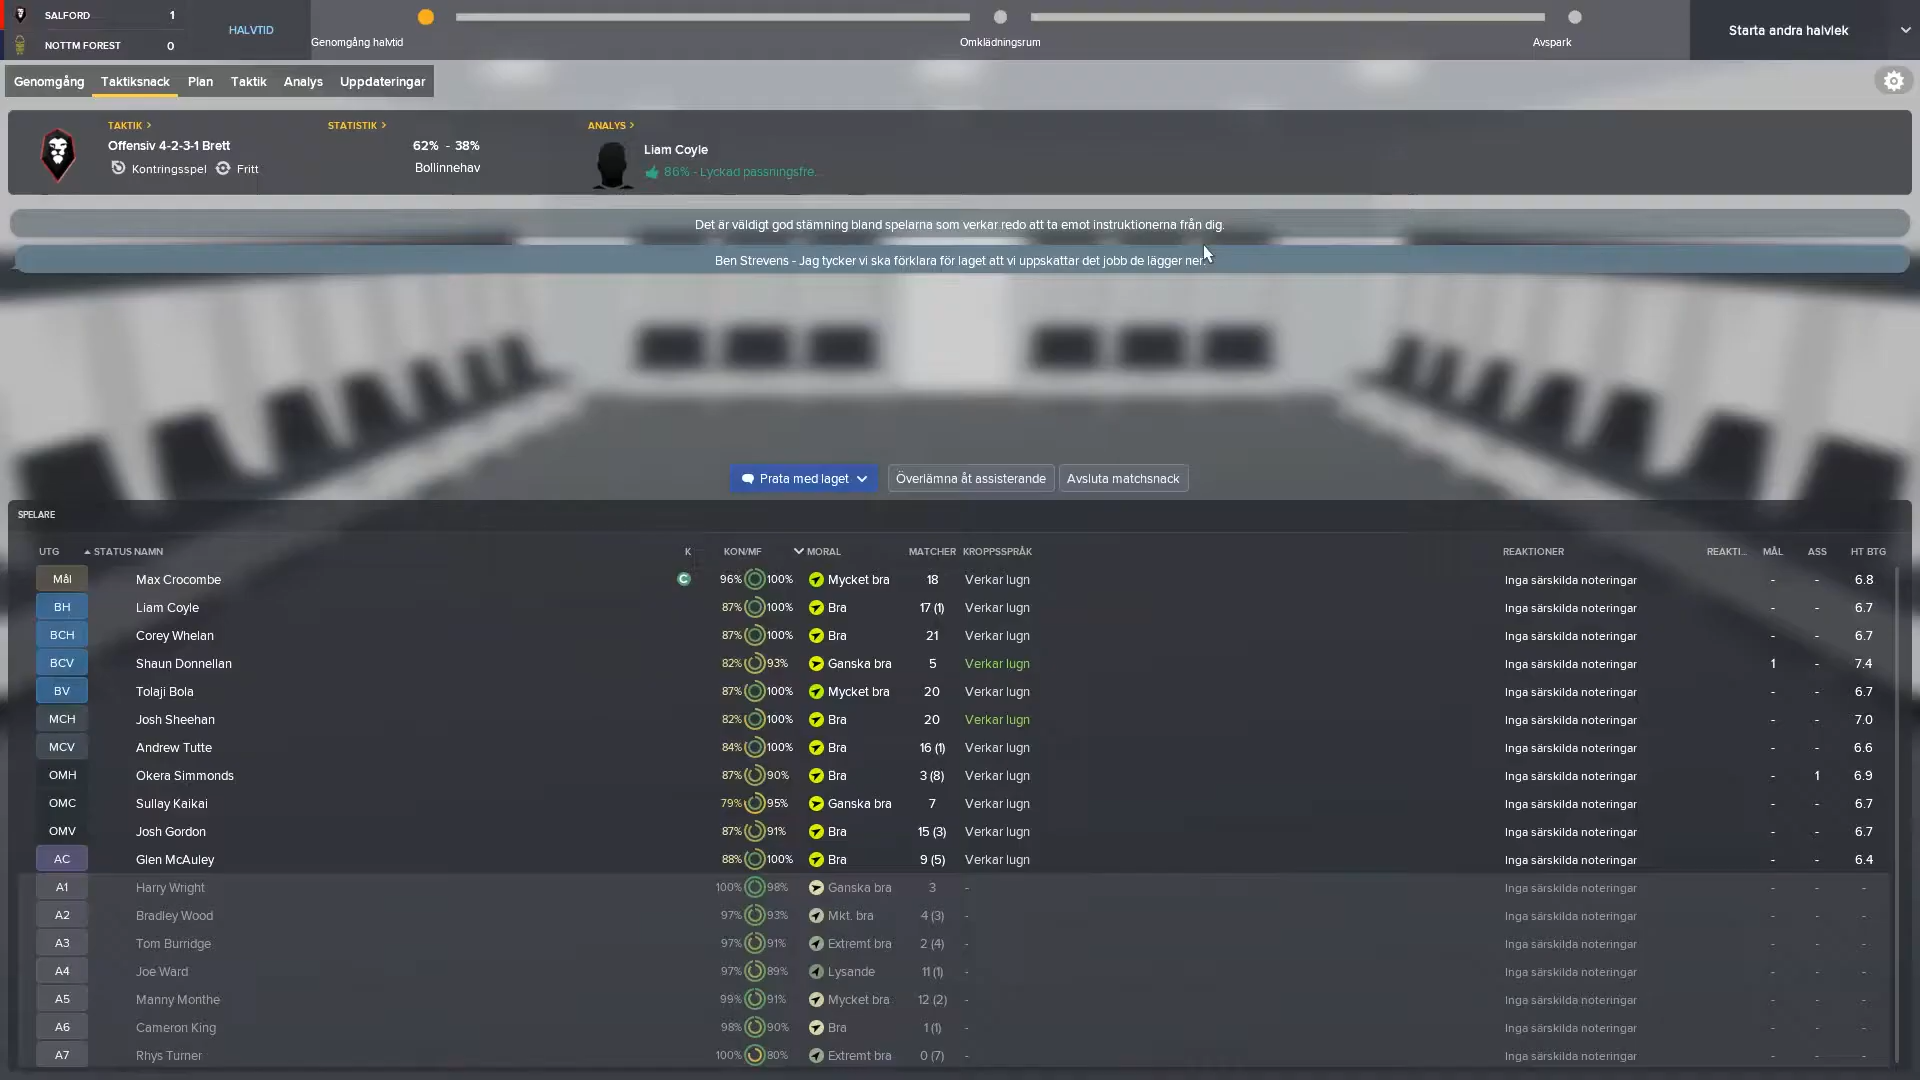 SALFORD 1
NOTTM FOREST 0
HALVTID
Genomgång halvtid
Omklädningsrum
Avspark
Starta andra halvlek
Genomgång Taktiksnack Plan Taktik Analys Uppdateringar
TAKTIK >
Offensiv 4-2-3-1 Brett
Kontringsspel Fritt
STATISTIK >
62% - 38%
Bollinnehav
ANALYS >
Liam Coyle
86% - Lyckad passningsfre...
Det är väldigt god stämning bland spelarna som verkar redo att ta emot instruktionerna från dig.
Ben Strevens - Jag tycker vi ska förklara för laget att vi uppskattar det jobb de lägger ner.
Prata med laget Överlämna åt assisterande Avsluta matchsnack
SPELARE
UTG STATUS NAMN K KON/MF MORAL MATCHER KROPPSSPRÅK REAKTIONER REAKTI... MÅL ASS HT BTG
Mål Max Crocombe C 96% 100% Mycket bra 18 Verkar lugn Inga särskilda noteringar - - 6.8
BH Liam Coyle 87% 100% Bra 17 (1) Verkar lugn Inga särskilda noteringar - - 6.7
BCH Corey Whelan 87% 100% Bra 21 Verkar lugn Inga särskilda noteringar - - 6.7
BCV Shaun Donnellan 82% 93% Ganska bra 5 Verkar lugn Inga särskilda noteringar 1 - 7.4
BV Tolaji Bola 87% 100% Mycket bra 20 Verkar lugn Inga särskilda noteringar - - 6.7
MCH Josh Sheehan 82% 100% Bra 20 Verkar lugn Inga särskilda noteringar - - 7.0
MCV Andrew Tutte 84% 100% Bra 16 (1) Verkar lugn Inga särskilda noteringar - - 6.6
OMH Okera Simmonds 87% 90% Bra 3 (8) Verkar lugn Inga särskilda noteringar - 1 6.9
OMC Sullay Kaikai 79% 95% Ganska bra 7 Verkar lugn Inga särskilda noteringar - - 6.7
OMV Josh Gordon 87% 91% Bra 15 (3) Verkar lugn Inga särskilda noteringar - - 6.7
AC Glen McAuley 88% 100% Bra 9 (5) Verkar lugn Inga särskilda noteringar - - 6.4
A1 Harry Wright 100% 98% Ganska bra 3 - Inga särskilda noteringar - - -
A2 Bradley Wood 97% 93% Mkt. bra 4 (3) - Inga särskilda noteringar - - -
A3 Tom Burridge 97% 91% Extremt bra 2 (4) - Inga särskilda noteringar - - -
A4 Joe Ward 97% 89% Lysande 11 (1) - Inga särskilda noteringar - - -
A5 Manny Monthe 99% 91% Mycket bra 12 (2) - Inga särskilda noteringar - - -
A6 Cameron King 98% 90% Bra 1 (1) - Inga särskilda noteringar - - -
A7 Rhys Turner 100% 80% Extremt bra 0 (7) - Inga särskilda noteringar - - -